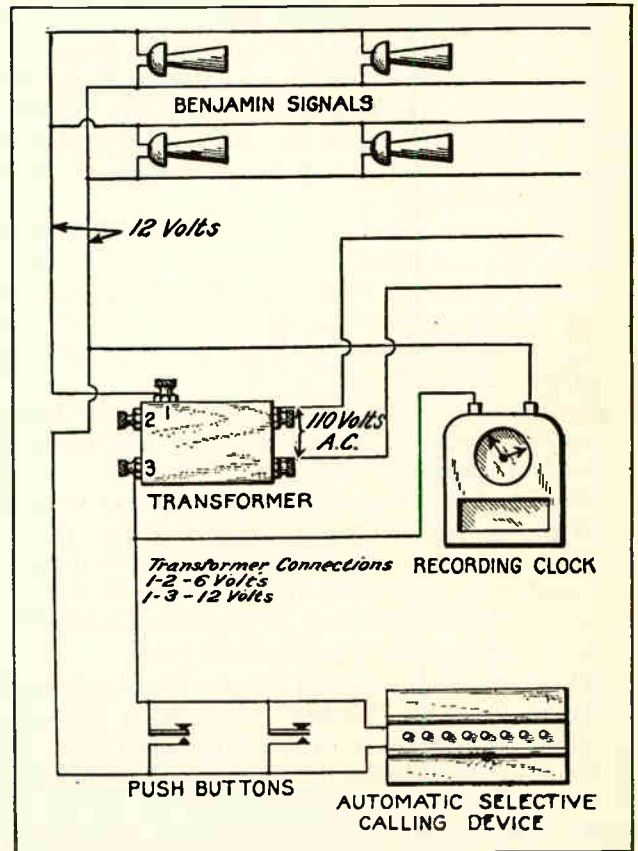 BENJAMIN SIGNALS
12 Volts
1
2
110 Volts
A.C.
3
TRANSFORMER
Transformer Connections
1-2-6 Volts
1-3-12 Volts
RECORDING CLOCK
PUSH BUTTONS
AUTOMATIC SELECTIVE
CALLING DEVICE